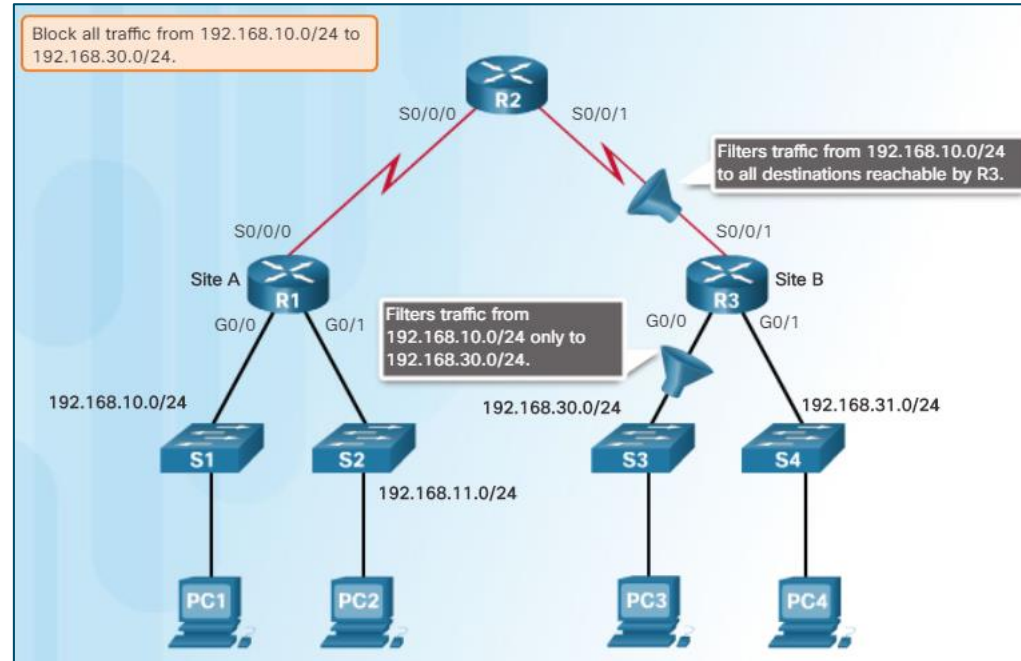 Block all traffic from 192.168.10.0/24 to
192.168.30.0/24.
R2
S0/0/0
S0/0/1
Filters traffic from 192.168.10.0/24
to all destinations reachable by R3.
S0/0/0
S0/0/1
Site A
R1
R3
Site B
G0/0
G0/1
Filters traffic from
192.168.10.0/24 only to
192.168.30.0/24.
G0/0
G0/1
192.168.10.0/24
192.168.30.0/24
192.168.31.0/24
S1
S2
S3
S4
192.168.11.0/24
PC1
PC2
PC3
PC4